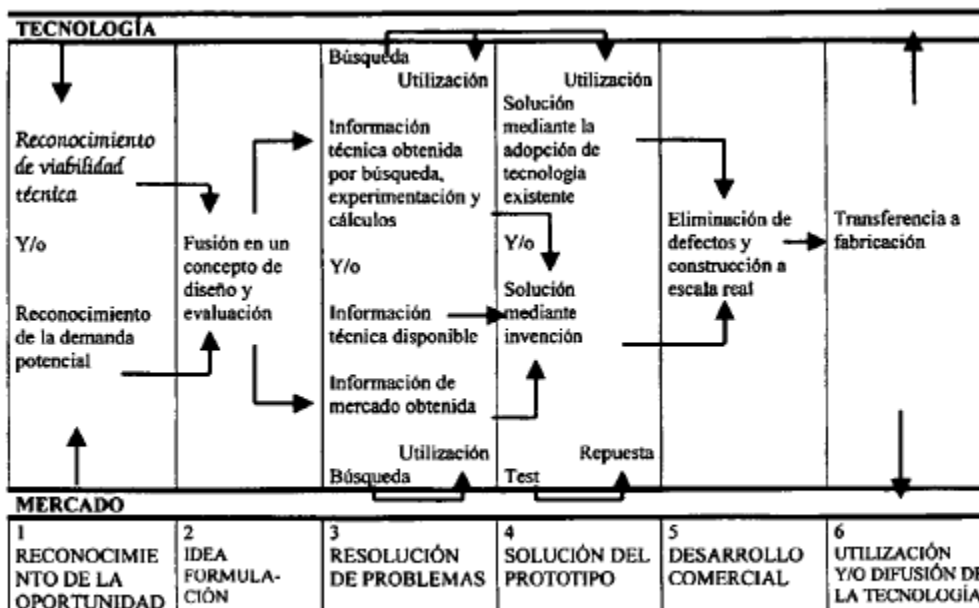 TECNOLOGÍA
Reconocimiento
de viabilidad
técnica
Y/o
Reconocimiento
de la demanda
potencial
Fusión en un
concepto de
diseño y
evaluación
Búsqueda
Utilización
Información
técnica obtenida
por búsqueda,
experimentación y
cálculos
Y/o
Información
técnica disponible
Información de
mercado obtenida
Utilización
Búsqueda
Utilización
Solución
mediante la
adopción de
tecnología
existente
Y/o
Solución
mediante
invención
Repuesta
Test
Eliminación de
defectos y
construcción a
escala real
Transferencia a
fabricación
MERCADO
1
RECONOCIMIE
NTO DE LA
OPORTUNIDAD
2
IDEA
FORMULA-
CIÓN
3
RESOLUCIÓN
DE PROBLEMAS
4
SOLUCIÓN DEL
PROTOTIPO
5
DESARROLLO
COMERCIAL
6
UTILIZACIÓN
Y/O DIFUSIÓN DE
LA TECNOLOGÍA